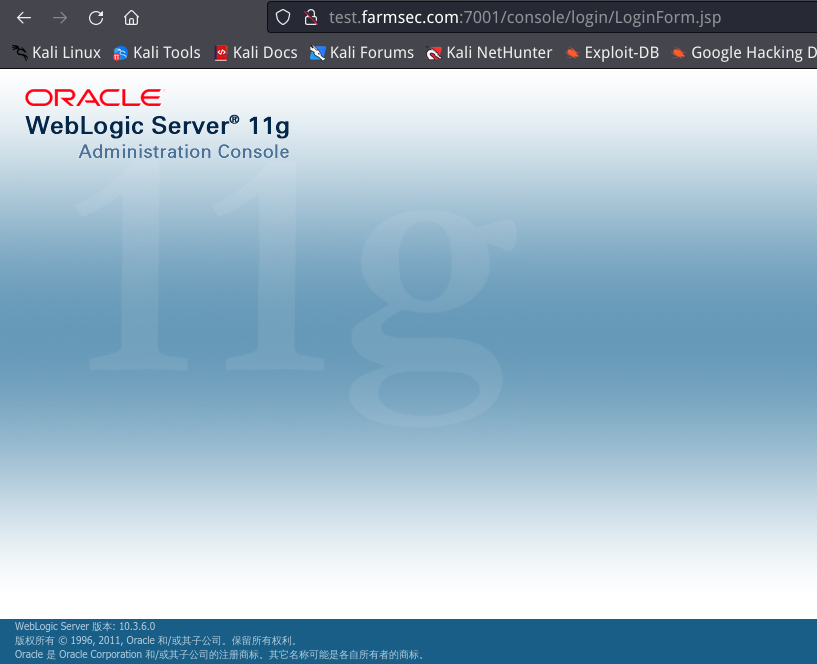 test.farmsec.com:7001/console/login/LoginForm.jsp
Kali Linux Kali Tools Kali Docs Kali Forums Kali NetHunter Exploit-DB Google Hacking D
ORACLE
WebLogic Server® 11g
Administration Console
11g
WebLogic Server 版本: 10.3.6.0
版权所有 © 1996, 2011, Oracle 和/或其子公司。保留所有权利。
Oracle 是 Oracle Corporation 和/或其子公司的注册商标。其它名称可能是各自所有者的商标。